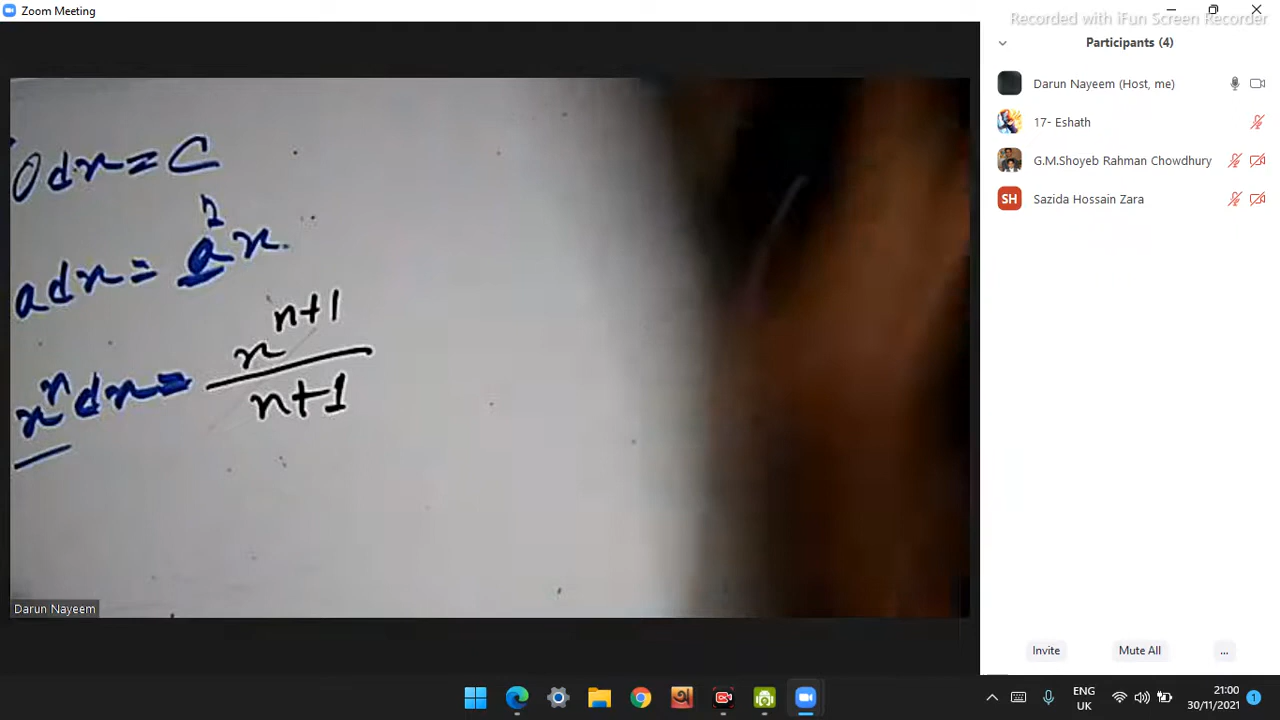 Zoom Meeting
Recorded with iFun Screen Recorder
Participants (4)
Darun Nayeem (Host, me)
17- Eshath
G.M.Shoyeb Rahman Chowdhury
SH Sazida Hossain Zara
0dx = C
2
adx = ax.
x^n dx = x^(n+1)
n+1
Darun Nayeem
Invite Mute All ...
অ
ENG 21:00
UK 30/11/2021 1